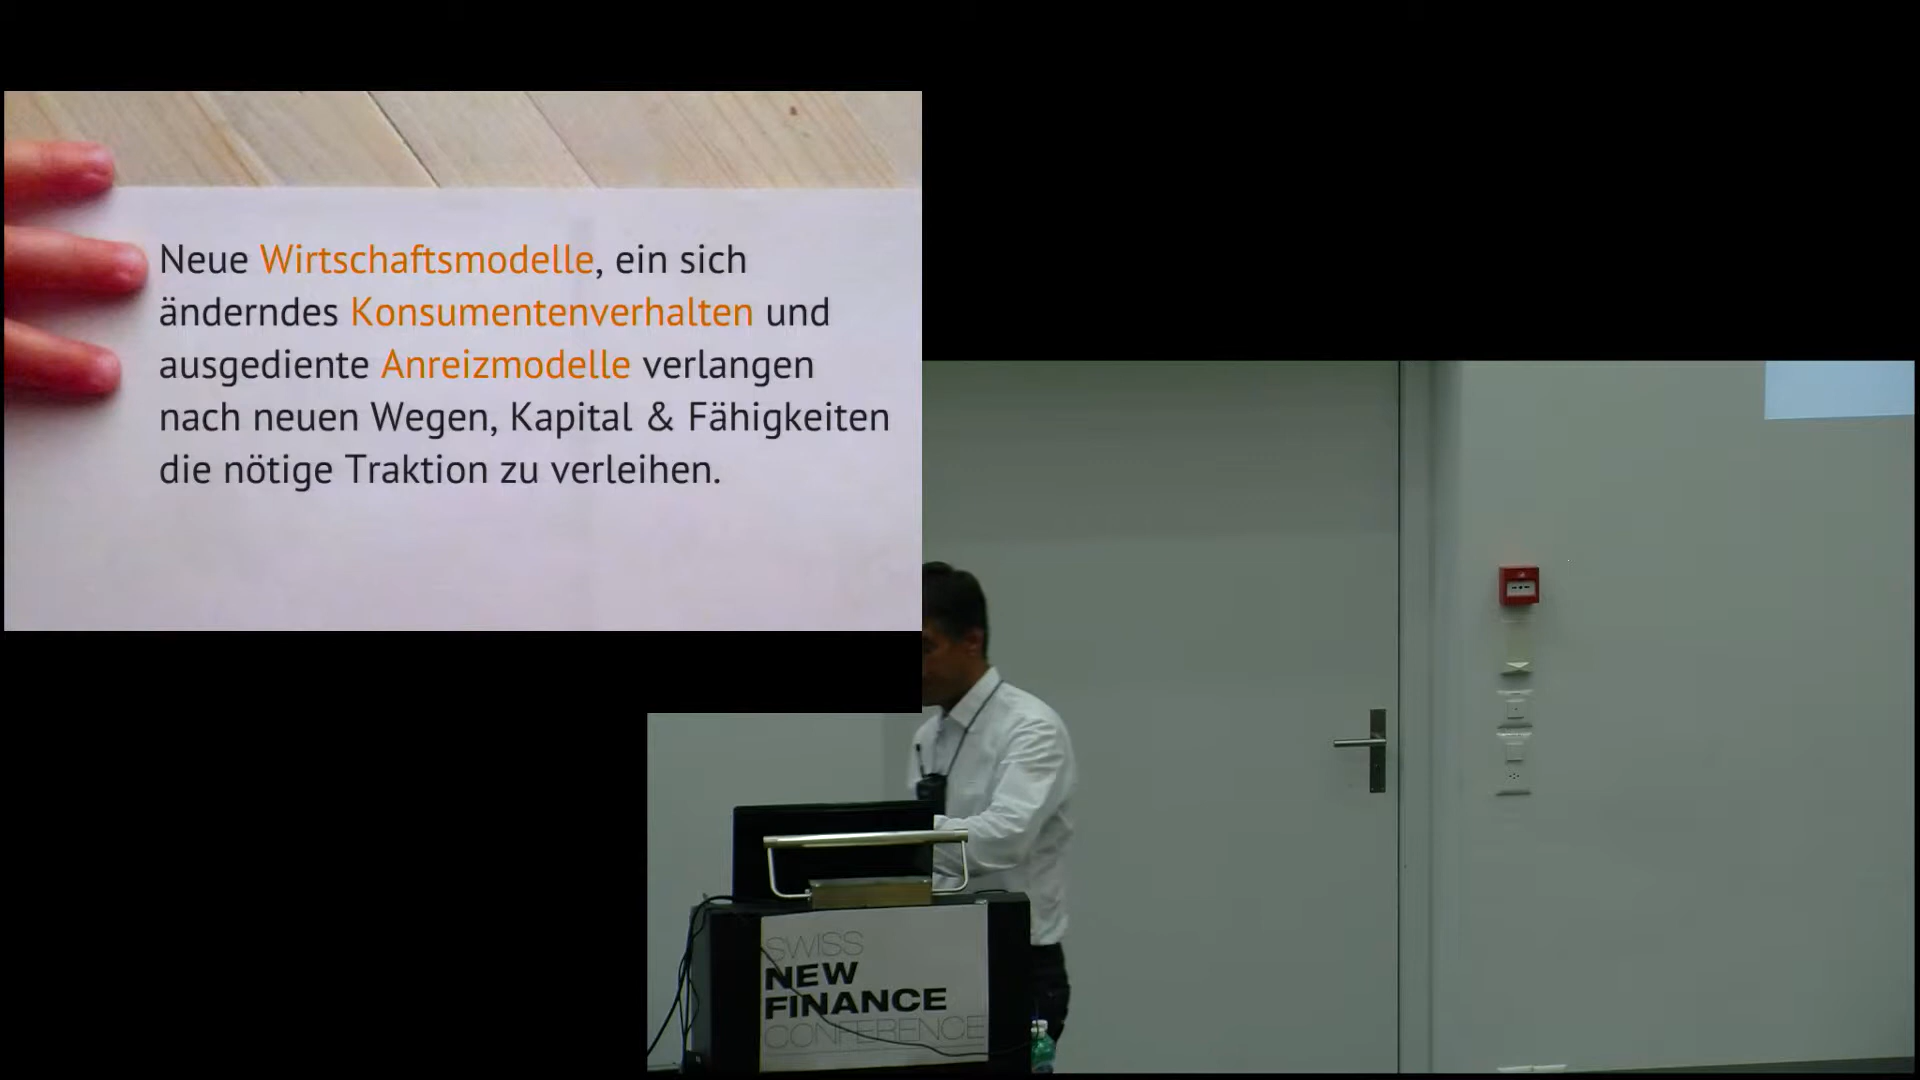 Neue Wirtschaftsmodelle, ein sich
änderndes Konsumentenverhalten und
ausgediente Anreizmodelle verlangen
nach neuen Wegen, Kapital & Fähigkeiten
die nötige Traktion zu verleihen.
SWISS
NEW
FINANCE
CONFERENCE